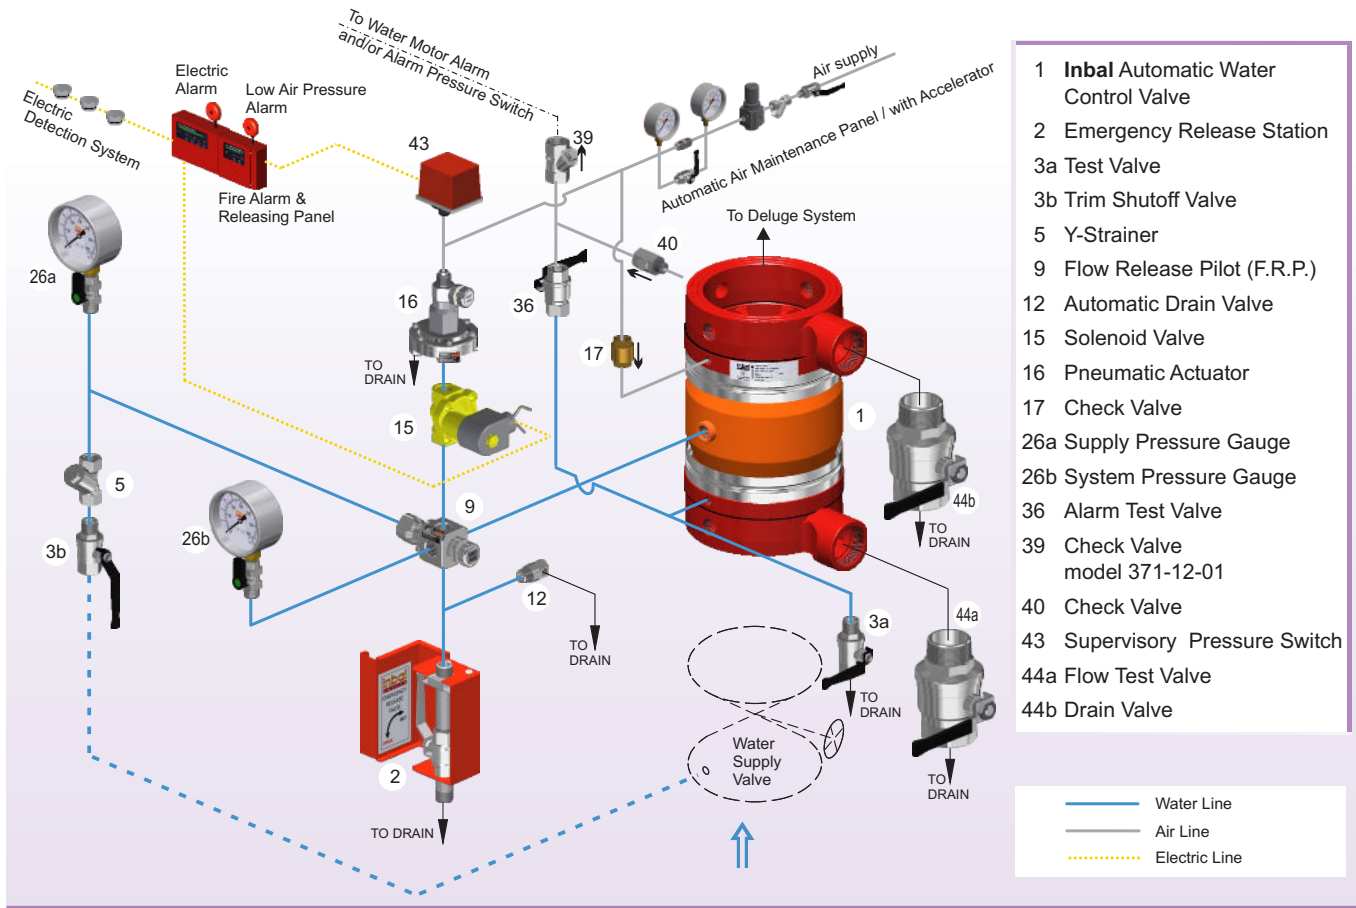 To Water Motor Alarm
and/or Alarm Pressure Switch
Air supply
Automatic Air Maintenance Panel / with Accelerator
Electric
Alarm
Low Air Pressure
Alarm
Electric
Detection System
Fire Alarm &
Releasing Panel
43
39
To Deluge System
40
26a
16
36
TO
DRAIN
17
15
1
5
9
44b
TO
DRAIN
26b
3b
12
3a
44a
TO
DRAIN
inbal
EMERGENCY
RELEASE
VALVE
TO
DRAIN
Water
Supply
Valve
2
TO
DRAIN
TO DRAIN
1 Inbal Automatic Water
Control Valve
2 Emergency Release Station
3a Test Valve
3b Trim Shutoff Valve
5 Y-Strainer
9 Flow Release Pilot (F.R.P.)
12 Automatic Drain Valve
15 Solenoid Valve
16 Pneumatic Actuator
17 Check Valve
26a Supply Pressure Gauge
26b System Pressure Gauge
36 Alarm Test Valve
39 Check Valve
model 371-12-01
40 Check Valve
43 Supervisory Pressure Switch
44a Flow Test Valve
44b Drain Valve
Water Line
Air Line
Electric Line